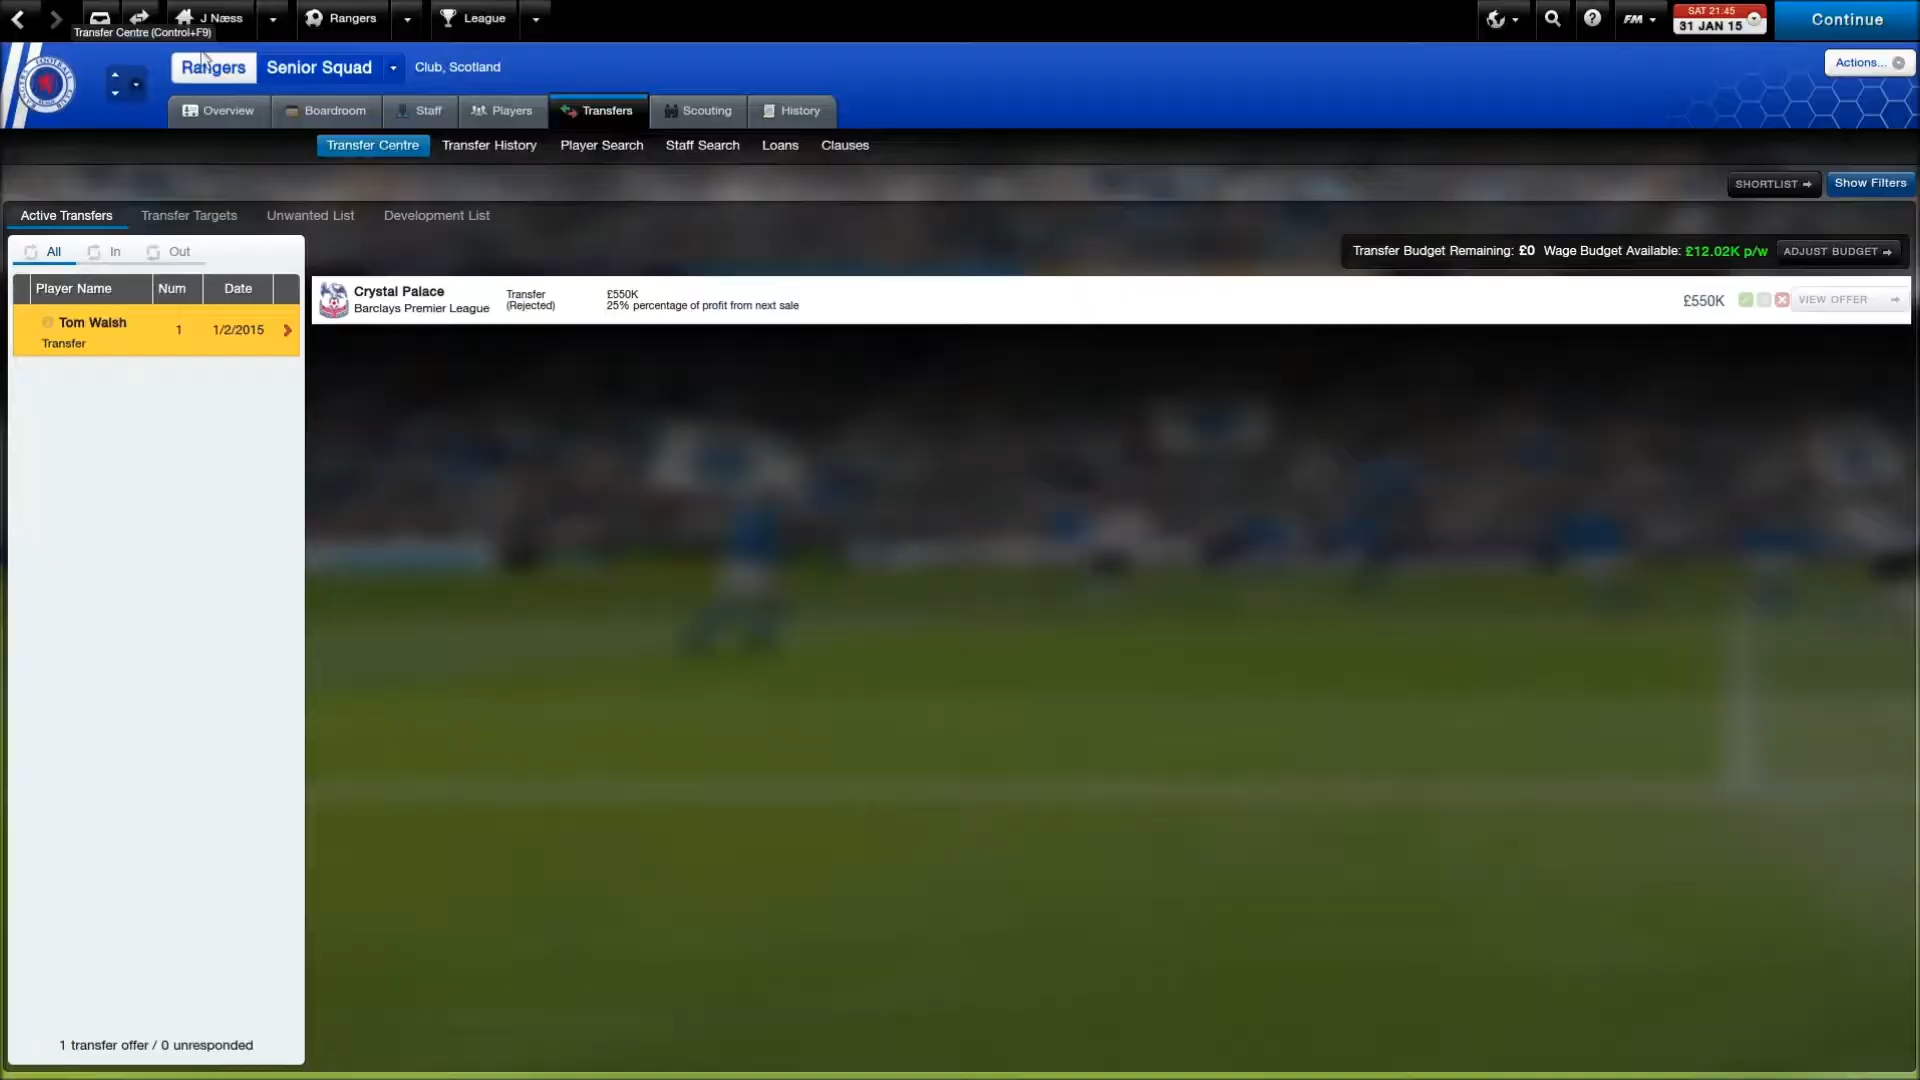 J Næss
Rangers
League
FM
SAT 21.45
31 JAN 15
Continue
Transfer Centre (Control+F9)
Rangers
Senior Squad
Club, Scotland
Actions...
Overview
Boardroom
Staff
Players
Transfers
Scouting
History
Transfer Centre
Transfer History
Player Search
Staff Search
Loans
Clauses
SHORTLIST
Show Filters
Active Transfers
Transfer Targets
Unwanted List
Development List
All
In
Out
Transfer Budget Remaining: £0 Wage Budget Available: £12.02K p/w
ADJUST BUDGET
Player Name
Num
Date
Tom Walsh
Transfer
1
1/2/2015
Crystal Palace
Barclays Premier League
Transfer
(Rejected)
£550K
25% percentage of profit from next sale
£550K
VIEW OFFER
1 transfer offer / 0 unresponded